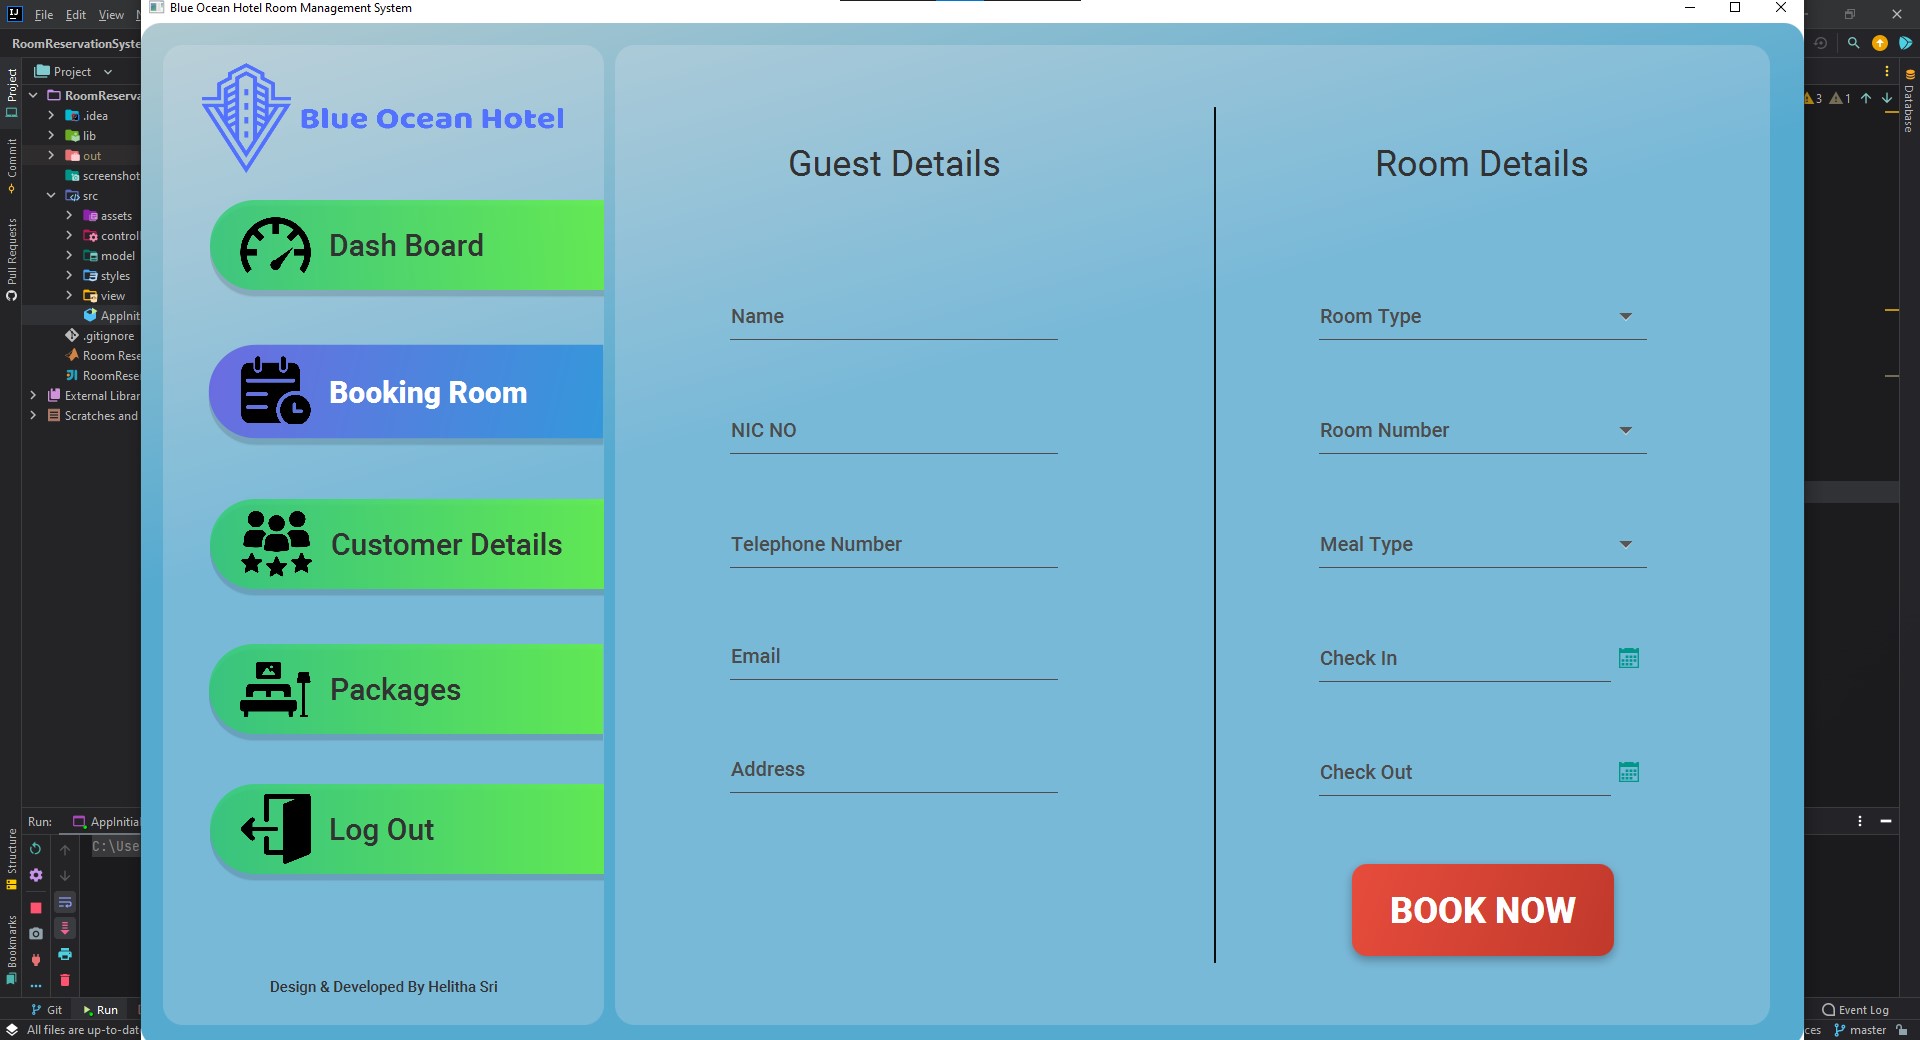 Blue Ocean Hotel Room Management System
File Edit View
RoomReservationSyste
Project
RoomReserva
.idea
lib
out
screenshot
src
assets
control
model
styles
view
AppInit
.gitignore
Room Rese
RoomReser
External Librar
Scratches and
Project
Commit
Pull Requests
Structure
Bookmarks
Run: AppInitial
C:\Use
Git Run
All files are up-to-dat
Blue Ocean Hotel
Dash Board
Booking Room
Customer Details
Packages
Log Out
Design & Developed By Helitha Sri
Guest Details
Name
NIC NO
Telephone Number
Email
Address
Room Details
Room Type
Room Number
Meal Type
Check In
Check Out
BOOK NOW
3 1
Database
Event Log
ces master